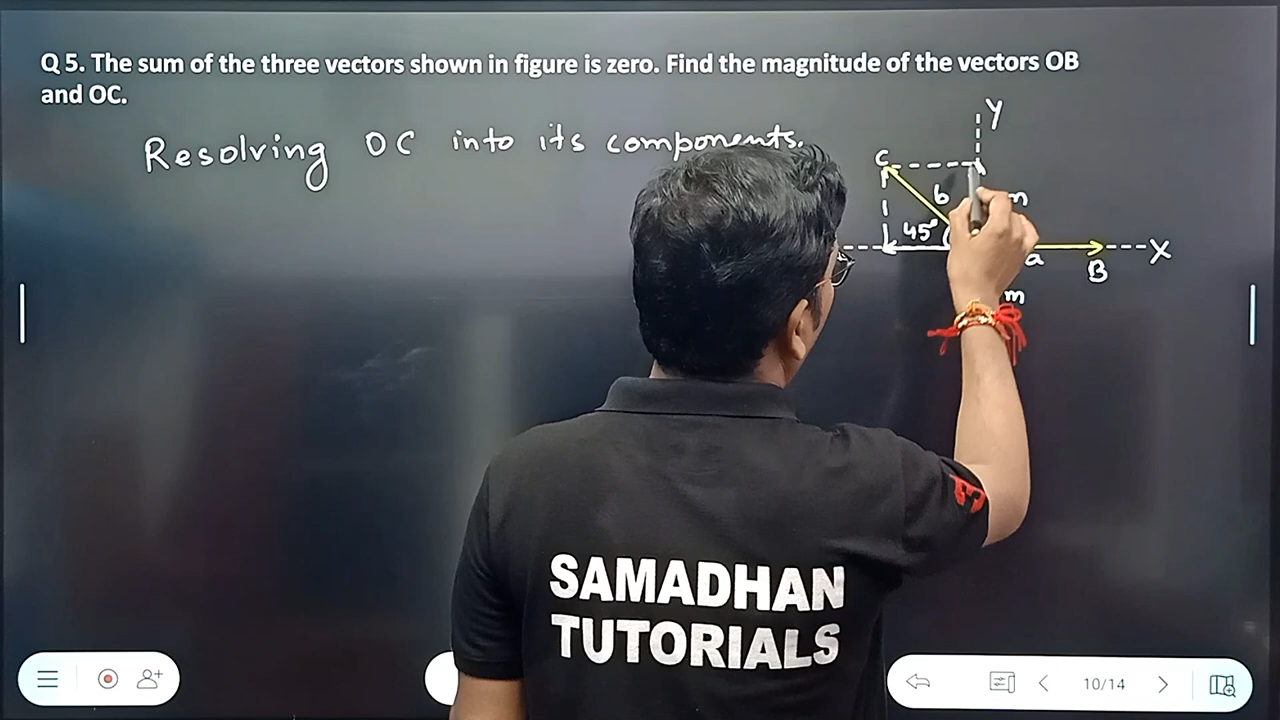 Q 5. The sum of the three vectors shown in figure is zero. Find the magnitude of the vectors OB
and OC.
Resolving OC into its components.
Y
C
b
n
45°
a
B
X
m
SAMADHAN
TUTORIALS
10/14